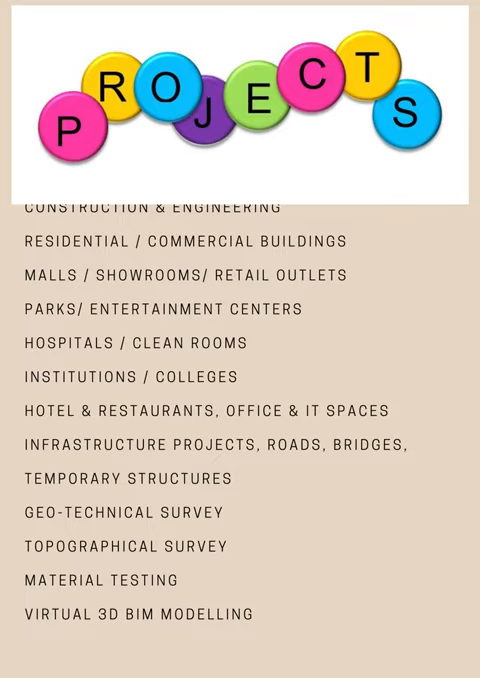 PROJECTS
CONSTRUCTION & ENGINEERING
RESIDENTIAL / COMMERCIAL BUILDINGS
MALLS / SHOWROOMS/ RETAIL OUTLETS
PARKS/ ENTERTAINMENT CENTERS
HOSPITALS / CLEAN ROOMS
INSTITUTIONS / COLLEGES
HOTEL & RESTAURANTS, OFFICE & IT SPACES
INFRASTRUCTURE PROJECTS, ROADS, BRIDGES,
TEMPORARY STRUCTURES
GEO-TECHNICAL SURVEY
TOPOGRAPHICAL SURVEY
MATERIAL TESTING
VIRTUAL 3D BIM MODELLING